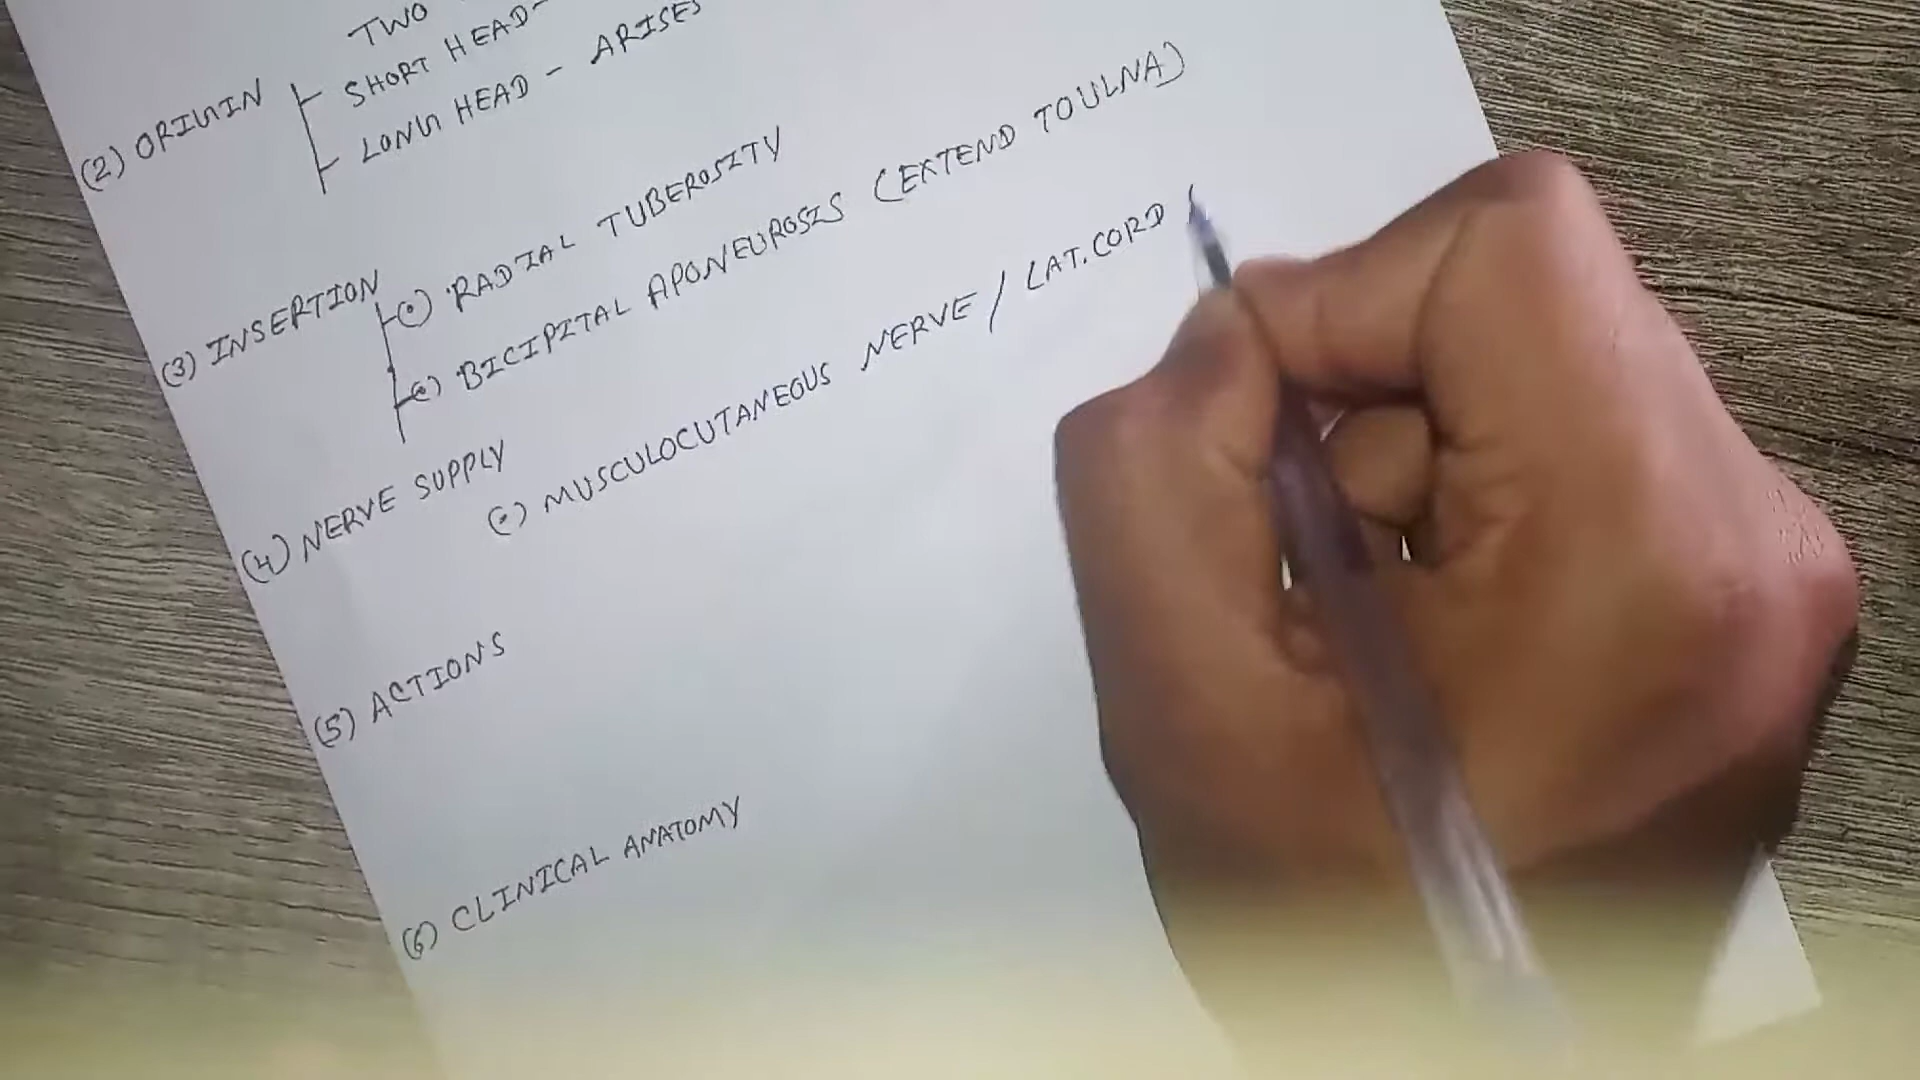 TWO
(2) ORIGIN
SHORT HEAD-
LONG HEAD - ARISES
(3) INSERTION
RADIAL TUBEROSITY
BICIPITAL APONEUROSIS (EXTEND TO ULNA)
(4) NERVE SUPPLY
MUSCULOCUTANEOUS NERVE / LAT. CORD
(5) ACTIONS
(6) CLINICAL ANATOMY